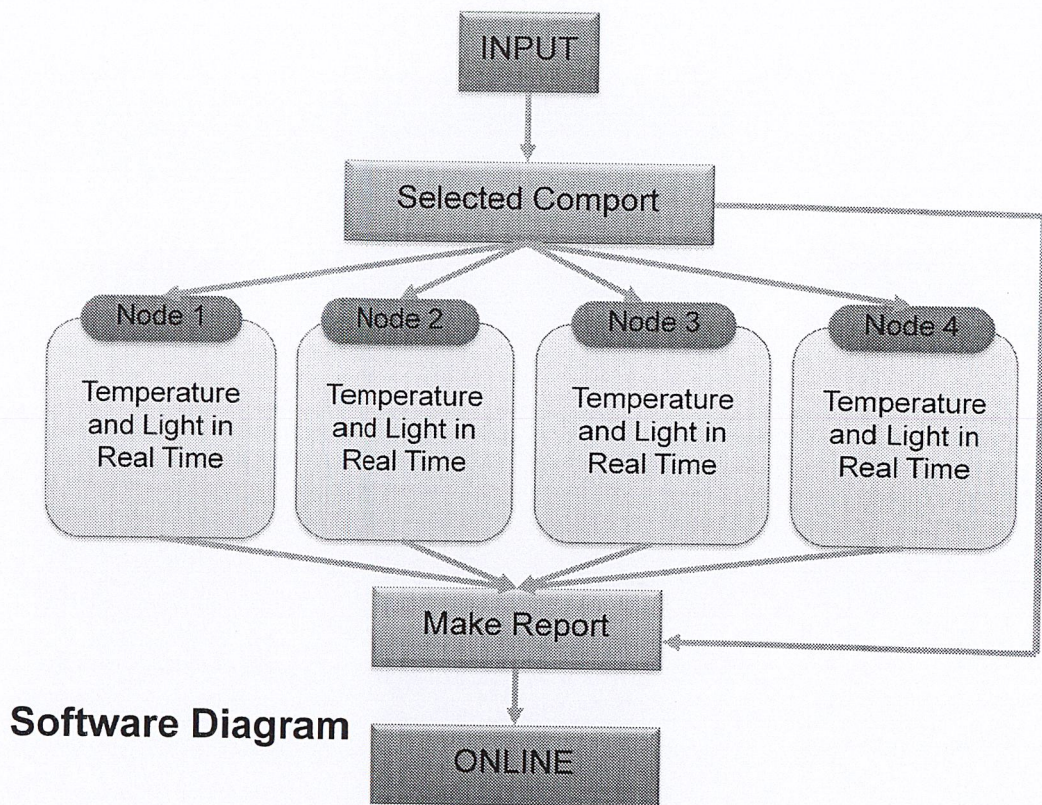 INPUT
Selected Comport
Node 1
Temperature
and Light in
Real Time
Node 2
Temperature
and Light in
Real Time
Node 3
Temperature
and Light in
Real Time
Node 4
Temperature
and Light in
Real Time
Make Report
Software Diagram
ONLINE